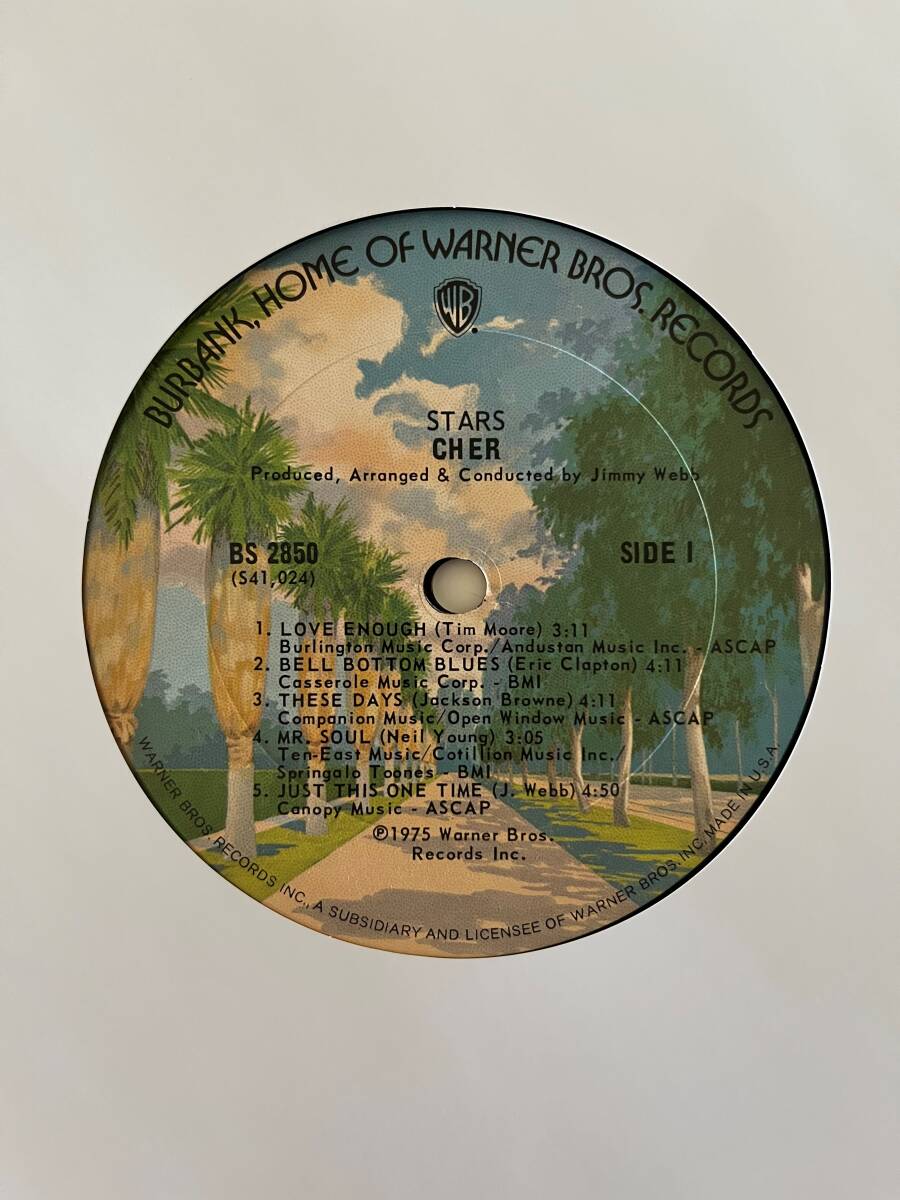 BURBANK, HOME OF WARNER BROS. RECORDS
WB
STARS
CHER
Produced, Arranged & Conducted by Jimmy Webb
BS 2850
(S41,024)
SIDE 1
1. LOVE ENOUGH (Tim Moore) 3:11
Burlington Music Corp./Andustan Music Inc. - ASCAP
2. BELL BOTTOM BLUES (Eric Clapton) 4:11
Casserole Music Corp. - BMI
3. THESE DAYS (Jackson Browne) 4:11
Companion Music/Open Window Music - ASCAP
4. MR. SOUL (Neil Young) 3:05
Ten-East Music/Cotillion Music Inc./
Springalo Toones - BMI
5. JUST THIS ONE TIME (J. Webb) 4:50
Canopy Music - ASCAP
℗1975 Warner Bros.
Records Inc.
WARNER BROS. RECORDS INC., A SUBSIDIARY AND LICENSEE OF WARNER BROS. INC. MADE IN U.S.A